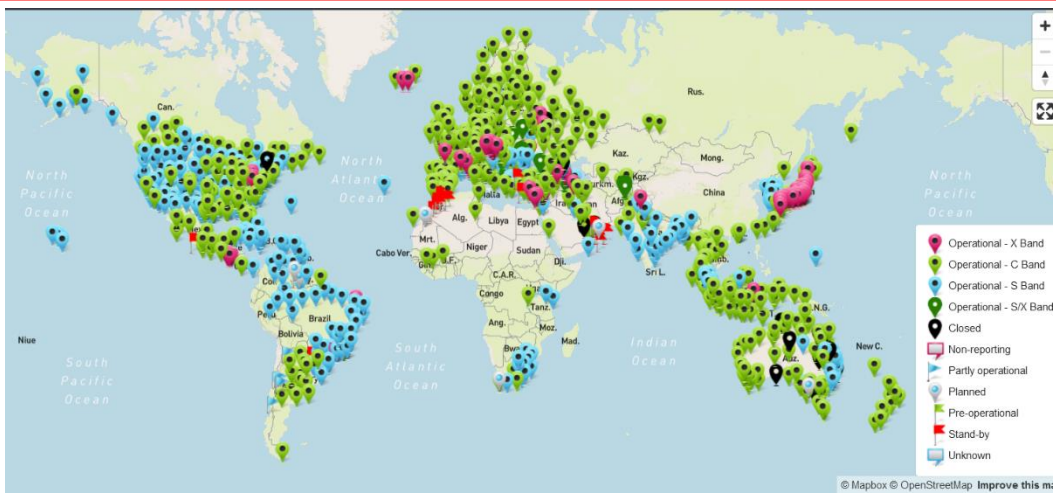 Can.
Rus.
North
Pacific
Ocean
North
Atlantic
Ocean
North
Pacific
Ocean
Kaz.
Mong.
Kgz.
China
Alg.
Libya
Egypt
Mrt.
Cabo Ver.
Niger
Sudan
Dji.
C.A.R.
Sri L.
Congo
Tanz.
Brazil
Bolivia
Ang.
Moz.
Mad.
N.G.
Niue
South
Pacific
Ocean
South
Atlantic
Ocean
Indian
Ocean
New C.
Operational - X Band
Operational - C Band
Operational - S Band
Operational - S/X Band
Closed
Non-reporting
Partly operational
Planned
Pre-operational
Stand-by
Unknown
© Mapbox © OpenStreetMap Improve this ma